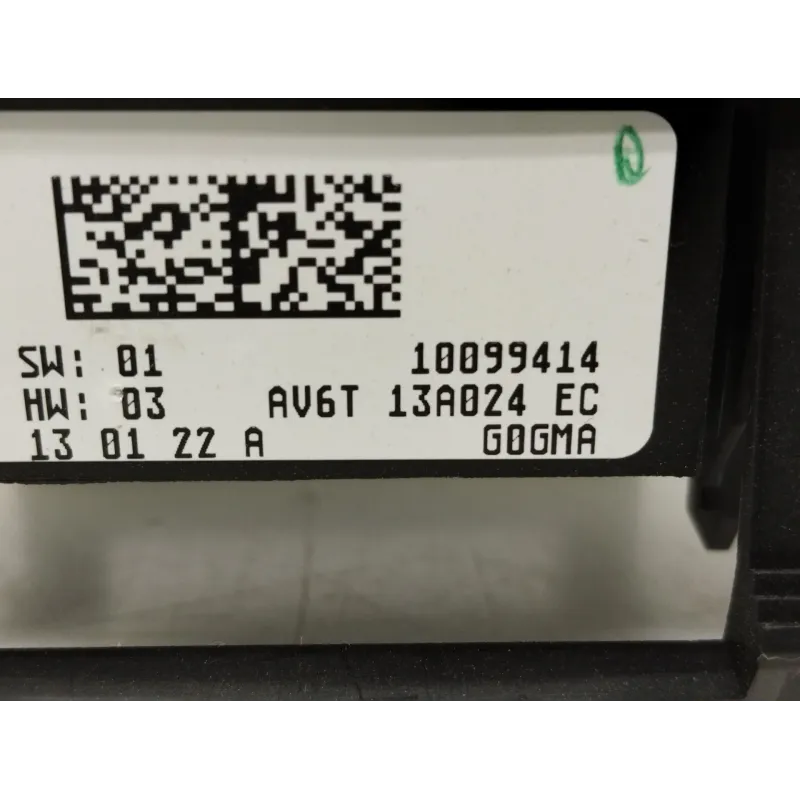 SW: 01 10099414
HW: 03 AV6T 13A024 EC
13 01 22 A G0GMA